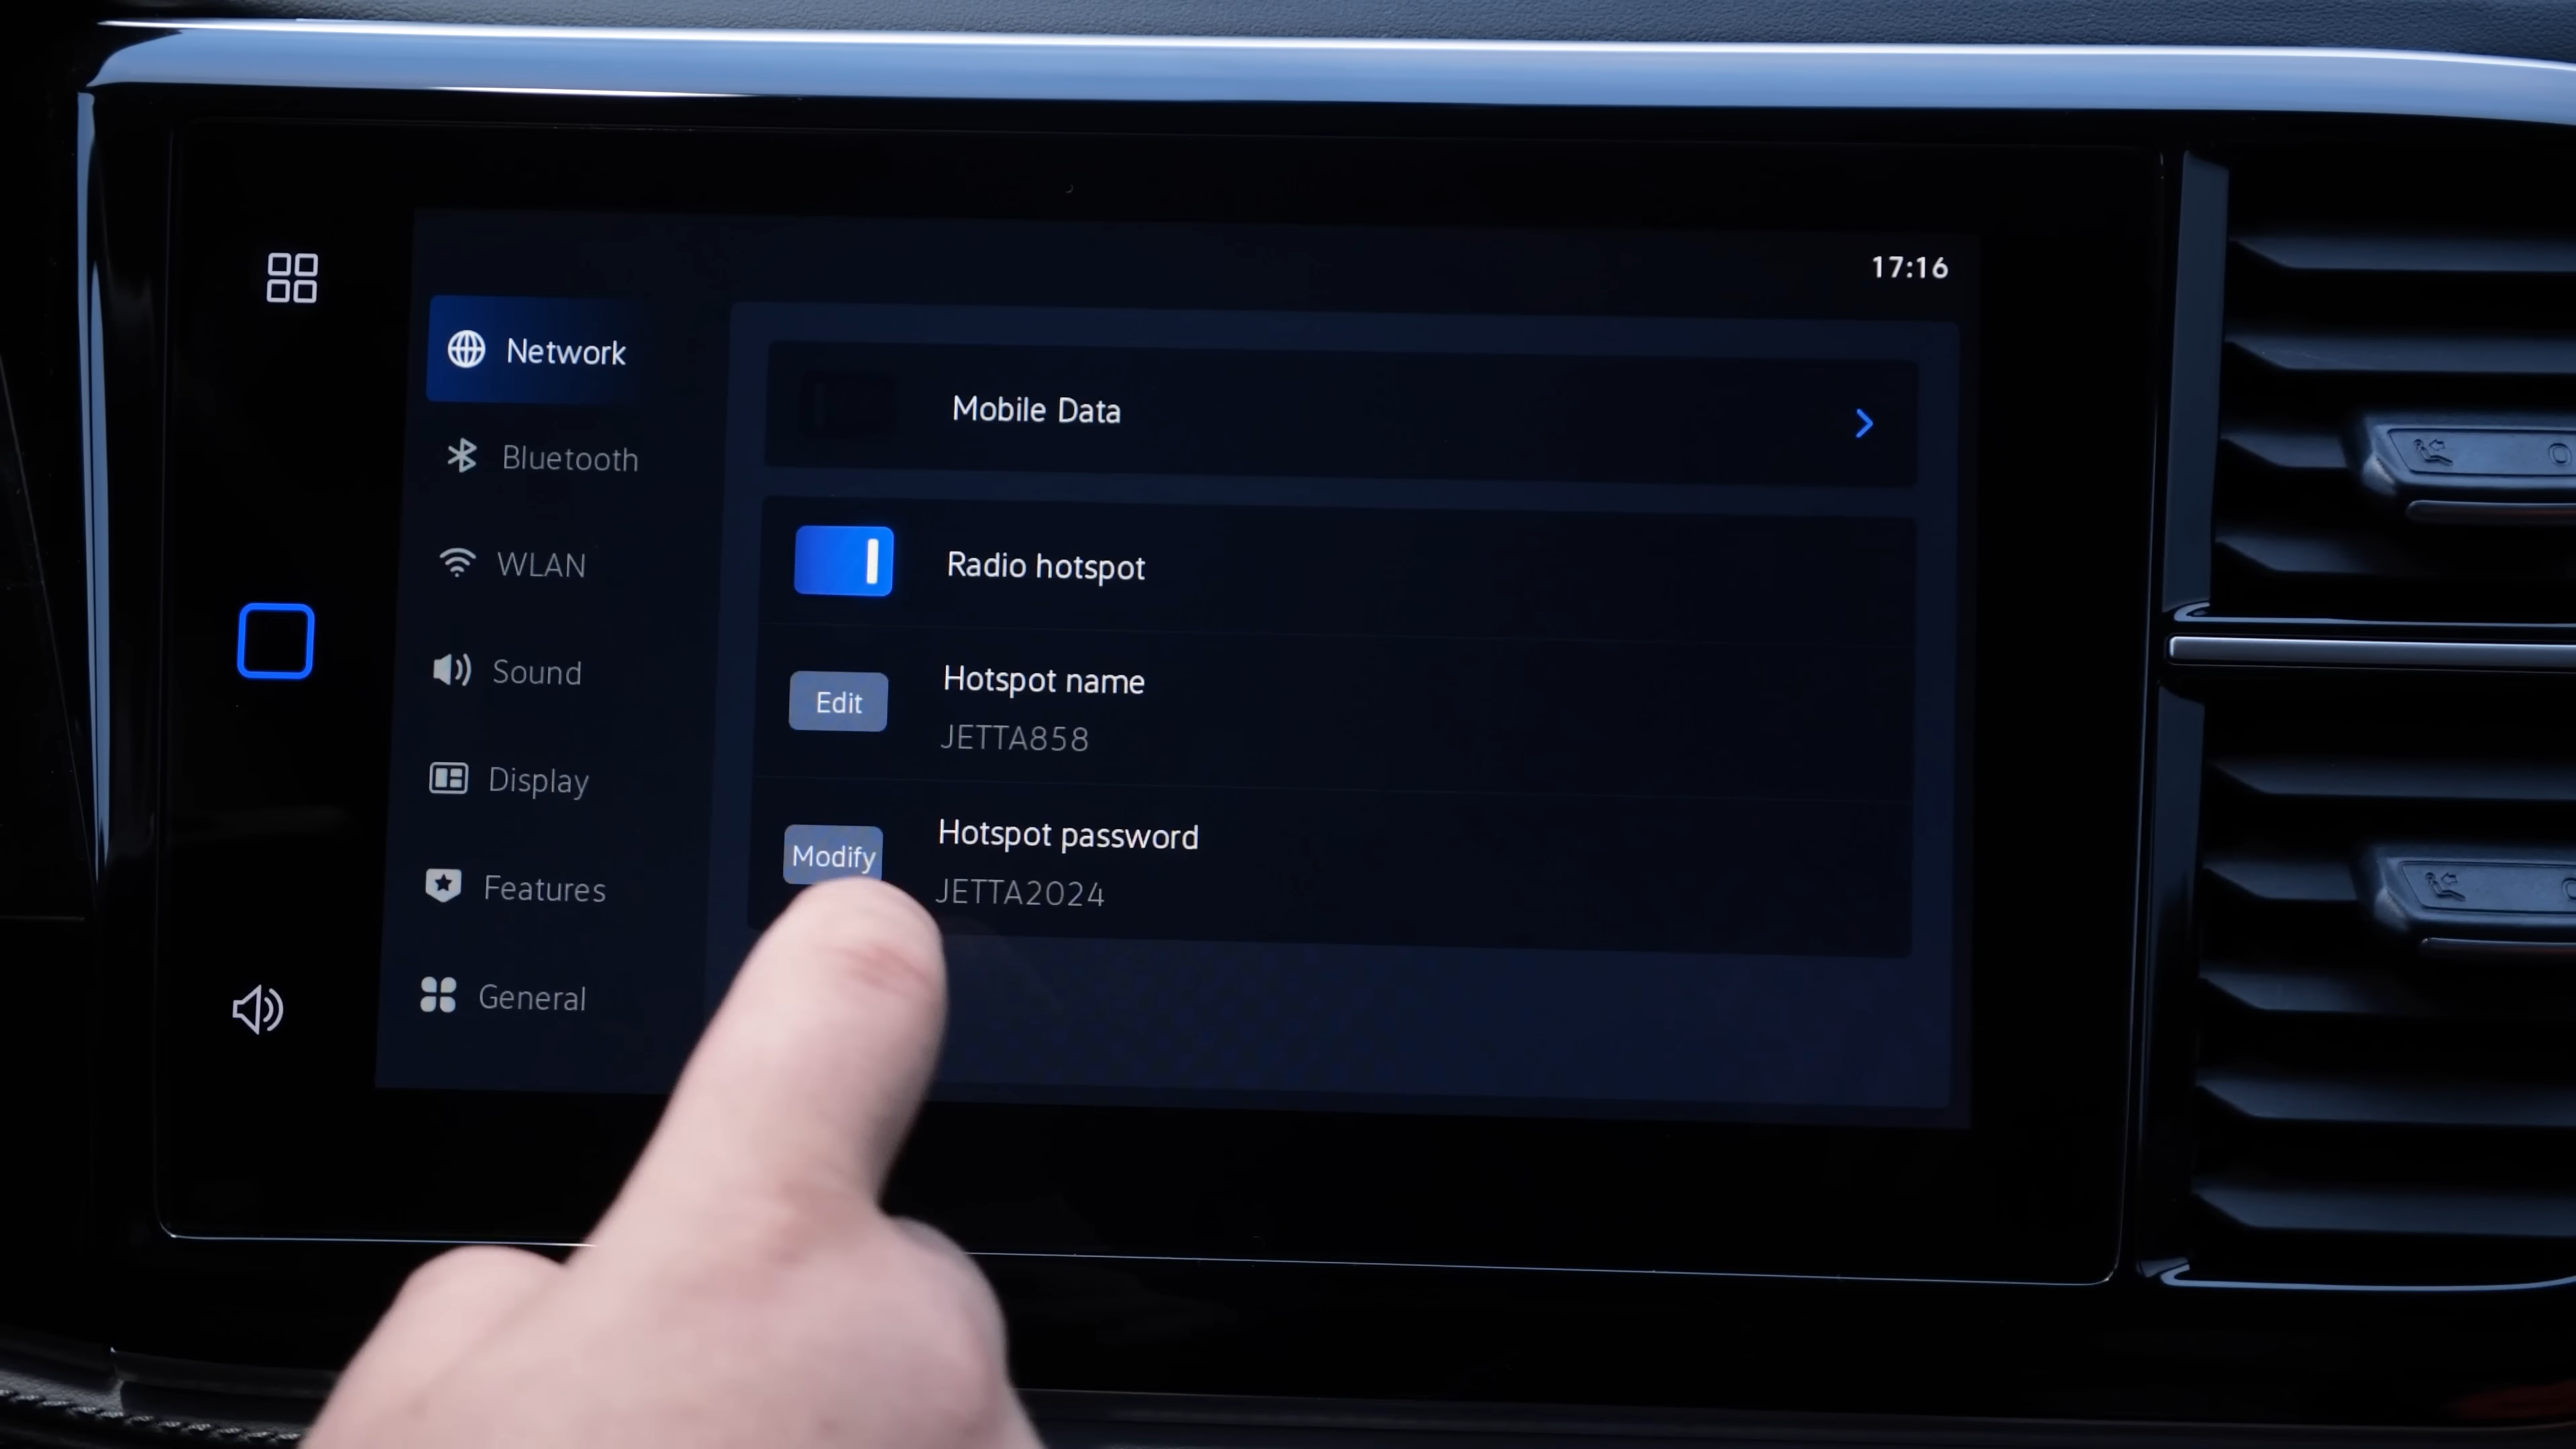 17:16
Network
Bluetooth
WLAN
Sound
Display
Features
General
Mobile Data
Radio hotspot
Edit
Hotspot name
JETTA858
Modify
Hotspot password
JETTA2024